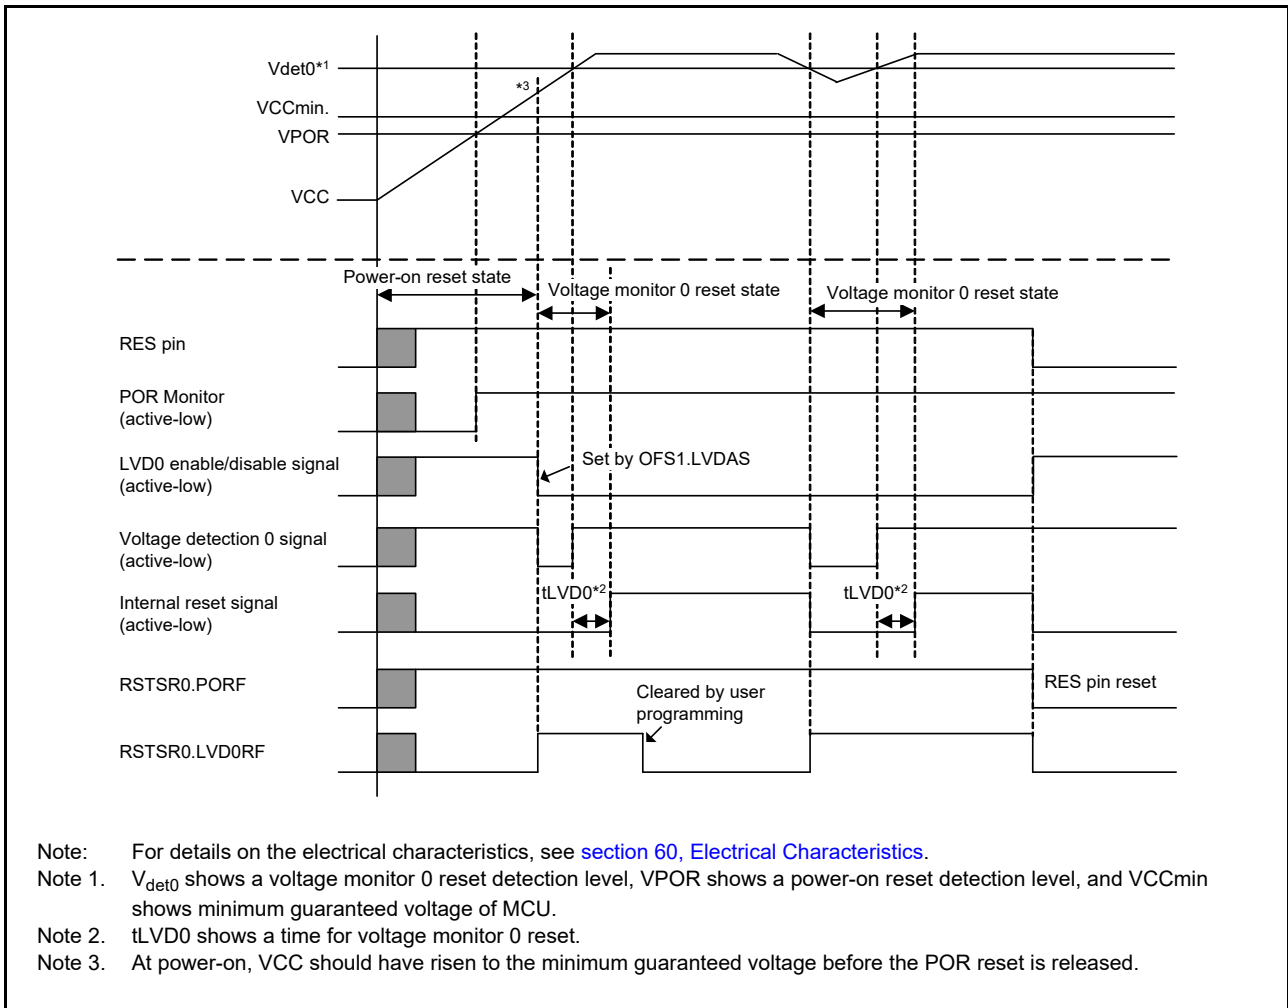 Vdet0*1
*3
VCCmin.
VPOR
VCC
Power-on reset state
Voltage monitor 0 reset state
Voltage monitor 0 reset state
RES pin
POR Monitor
(active-low)
LVD0 enable/disable signal
(active-low)
Set by OFS1.LVDAS
Voltage detection 0 signal
(active-low)
tLVD0*2
tLVD0*2
Internal reset signal
(active-low)
RSTSR0.PORF
RES pin reset
Cleared by user
programming
RSTSR0.LVD0RF
Note: For details on the electrical characteristics, see section 60, Electrical Characteristics.
Note 1. Vdet0 shows a voltage monitor 0 reset detection level, VPOR shows a power-on reset detection level, and VCCmin
shows minimum guaranteed voltage of MCU.
Note 2. tLVD0 shows a time for voltage monitor 0 reset.
Note 3. At power-on, VCC should have risen to the minimum guaranteed voltage before the POR reset is released.